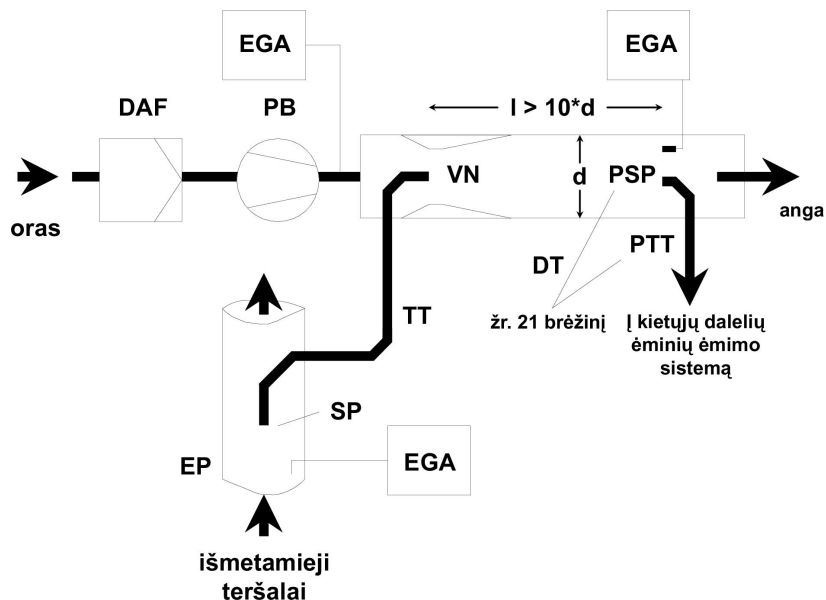 EGA
EGA
DAF
PB
l > 10*d
VN
d
PSP
oras
anga
PTT
DT
TT
žr. 21 brėžinį
Į kietųjų dalelių
ėminių ėmimo
sistemą
SP
EP
EGA
išmetamieji
teršalai